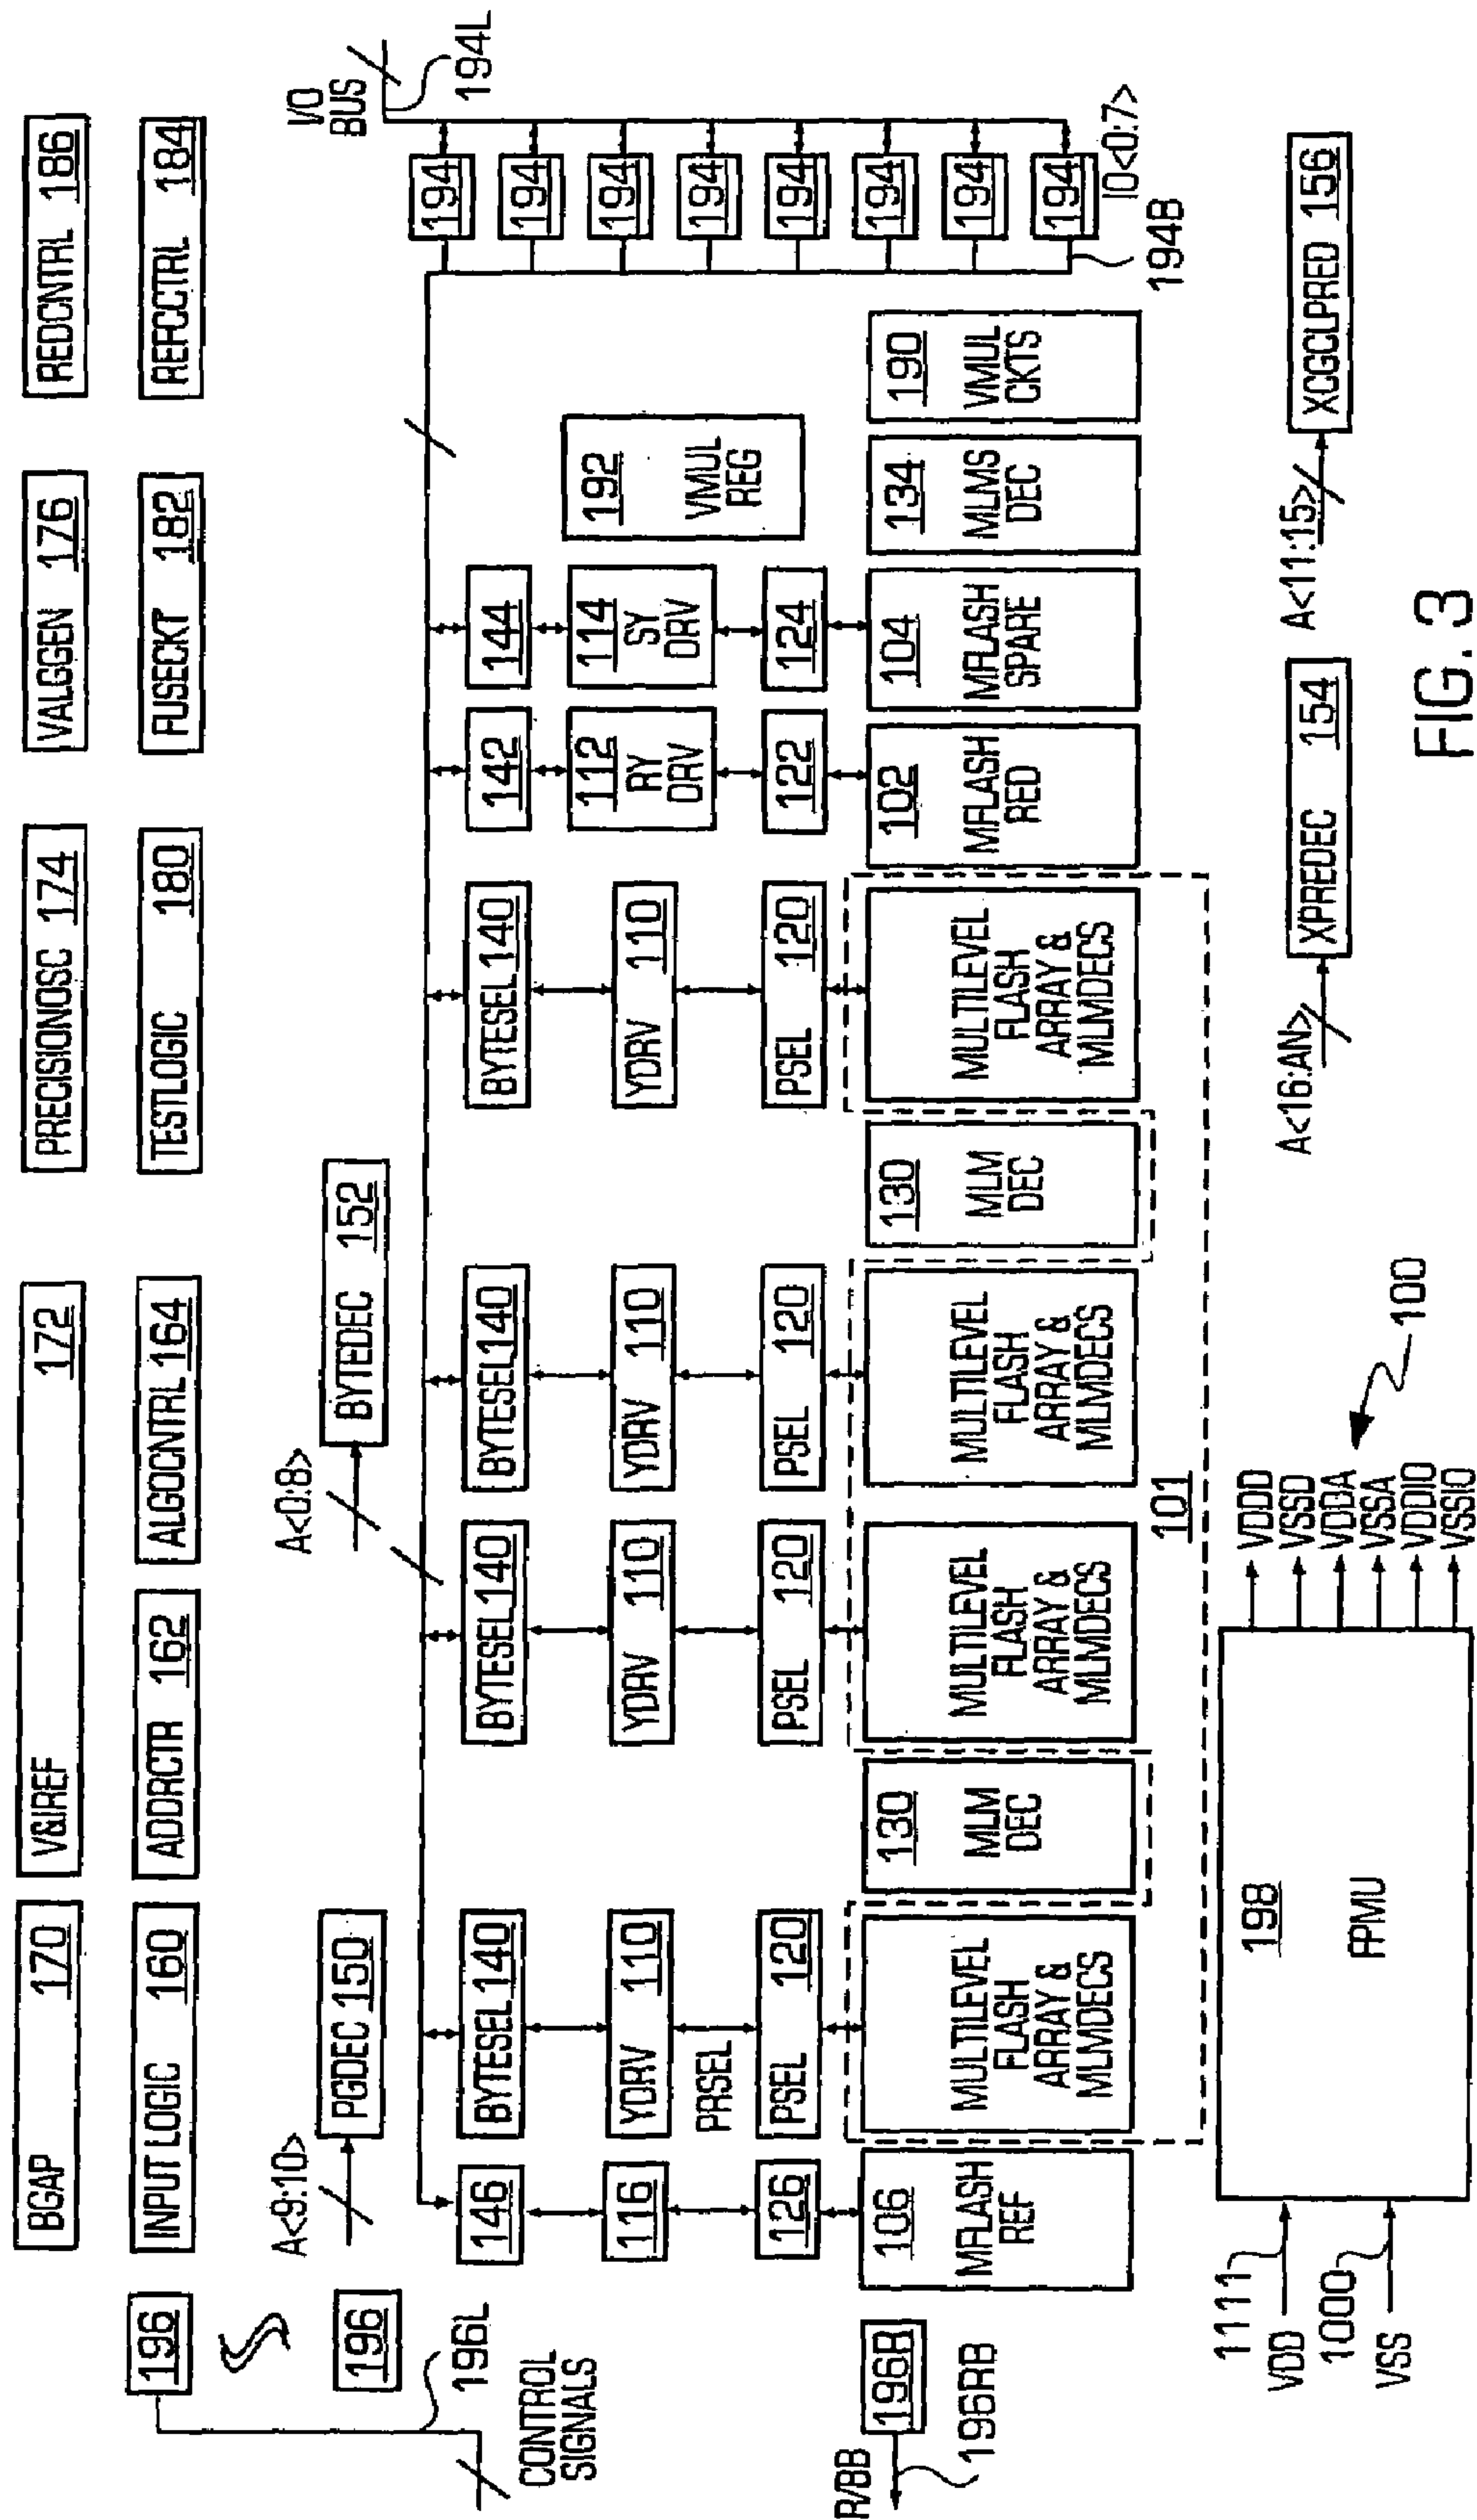 BGAP 170
V&IREF 172
PRECISIONOSC 174
VALGGEN 176
REDCNTRL 186
196
INPUT LOGIC 160
ADDRCTR 162
ALGOCNTRL 164
TESTLOGIC 180
FUSECKT 182
REFCCTRL 184
196
196L
CONTROL
SIGNALS
A<9:10>
PGDEC 150
A<0:8>
BYTEDEC 152
I/O
BUS
194L
194
194
194
194
194
194
194
194
IO<0:7>
194B
146
BYTESEL 140
BYTESEL 140
BYTESEL 140
BYTESEL 140
142
144
116
YDRV 110
YDRV 110
YDRV 110
YDRV 110
112
RY
DRV
114
SY
DRV
192
VMUL
REG
PRSEL
126
PSEL 120
PSEL 120
PSEL 120
PSEL 120
122
124
R/BB
196R
196RB
106
MFLASH
REF
MULTILEVEL
FLASH
ARRAY &
MLMDECS
130
MLM
DEC
MULTILEVEL
FLASH
ARRAY &
MLMDECS
MULTILEVEL
FLASH
ARRAY &
MLMDECS
130
MLM
DEC
MULTILEVEL
FLASH
ARRAY &
MLMDECS
102
MFLASH
RED
104
MFLASH
SPARE
134
MLMS
DEC
190
VMUL
CKTS
101
1111
VDD
1000
VSS
198
FPMU
VDDD
VSSD
VDDA
VSSA
VDDIO
VSSIO
100
A<16:AN>
XPREDEC 154
A<11:15>
XCGCLPRED 156
FIG. 3